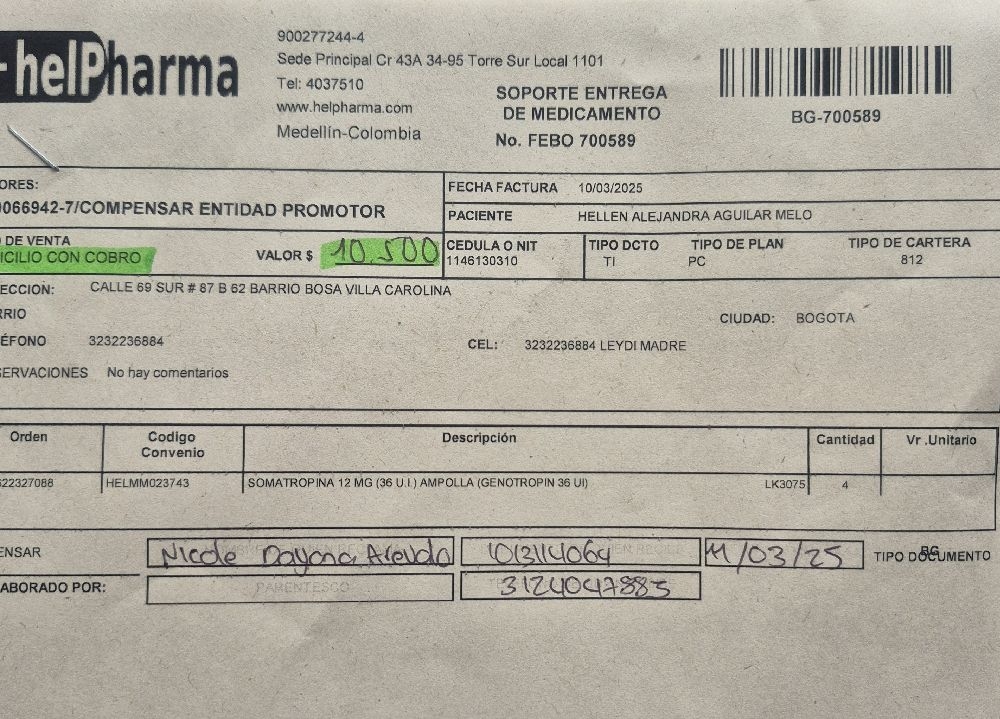 helPharma
900277244-4
Sede Principal Cr 43A 34-95 Torre Sur Local 1101
Tel: 4037510
www.helpharma.com
Medellín-Colombia
SOPORTE ENTREGA
DE MEDICAMENTO
No. FEBO 700589
BG-700589
ORES:
0066942-7/COMPENSAR ENTIDAD PROMOTOR
FECHA FACTURA 10/03/2025
PACIENTE HELLEN ALEJANDRA AGUILAR MELO
DE VENTA
ICILIO CON COBRO VALOR $ 10.500
CEDULA O NIT TIPO DCTO TIPO DE PLAN TIPO DE CARTERA
1146130310 TI PC 812
ECCION: CALLE 69 SUR # 87 B 62 BARRIO BOSA VILLA CAROLINA
RRIO CIUDAD: BOGOTA
ÉFONO 3232236884 CEL: 3232236884 LEYDI MADRE
SERVACIONES No hay comentarios
Orden Codigo Convenio Descripción Cantidad Vr .Unitario
622327088 HELMM023743 SOMATROPINA 12 MG (36 U.I.) AMPOLLA (GENOTROPIN 36 UI) LK3075 4
ENSAR Nicole Dayana Arevalo 1013114064 11/03/25 TIPO DOCUMENTO BG
LABORADO POR: PARENTESCO 3124047883